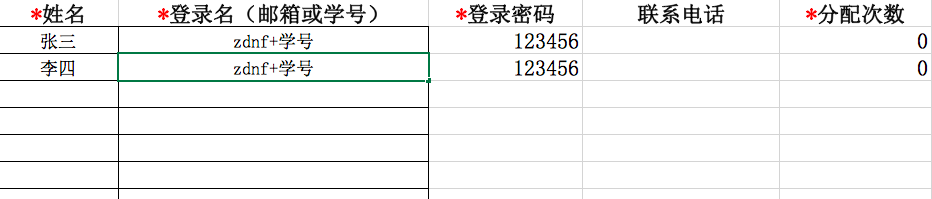 *姓名 *登录名（邮箱或学号） *登录密码 联系电话 *分配次数
张三 zdnf+学号 123456 0
李四 zdnf+学号 123456 0